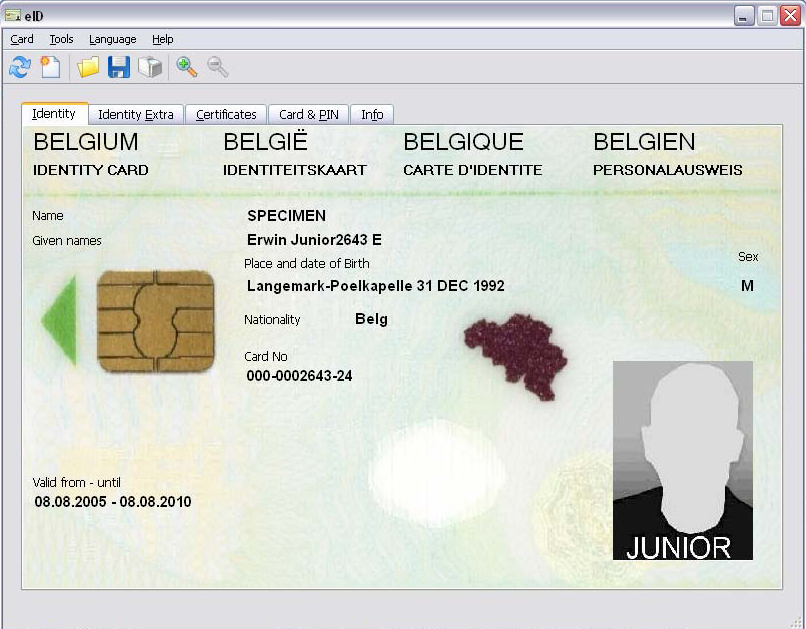 eID
Card Tools Language Help
Identity Identity Extra Certificates Card & PIN Info
BELGIUM BELGIË BELGIQUE BELGIEN
IDENTITY CARD IDENTITEITSKAART CARTE D'IDENTITE PERSONALAUSWEIS
Name SPECIMEN
Given names Erwin Junior2643 E
Place and date of Birth Sex
Langemark-Poelkapelle 31 DEC 1992 M
Nationality Belg
Card No
000-0002643-24
Valid from - until
08.08.2005 - 08.08.2010
JUNIOR